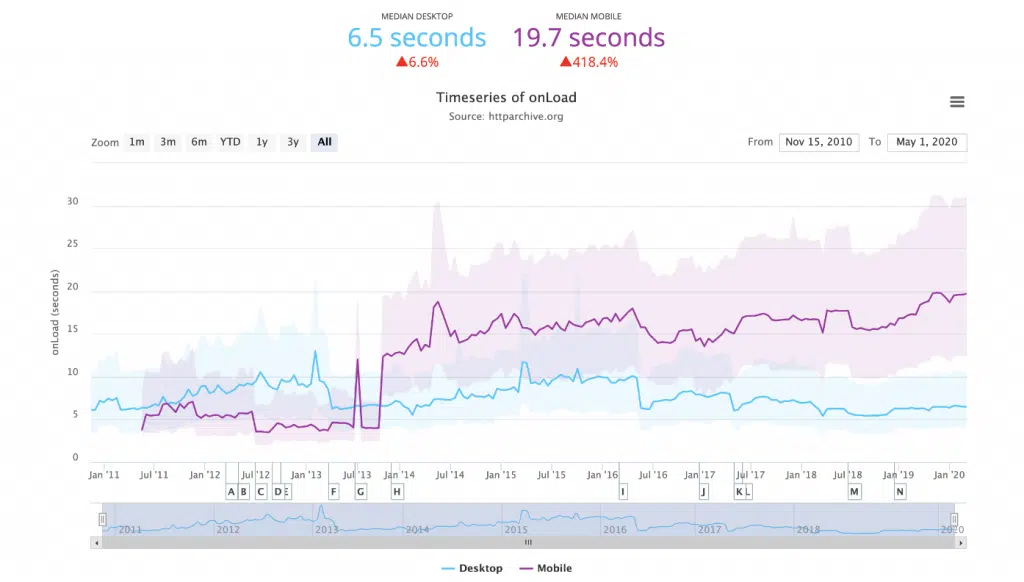 MEDIAN DESKTOP MEDIAN MOBILE
6.5 seconds 19.7 seconds
▲6.6% ▲418.4%
Timeseries of onLoad
Source: httparchive.org
Zoom 1m 3m 6m YTD 1y 3y All From Nov 15, 2010 To May 1, 2020
30
25
20
15
10
5
0
onLoad (seconds)
Jan '11 Jul '11 Jan '12 Jul '12 Jan '13 Jul '13 Jan '14 Jul '14 Jan '15 Jul '15 Jan '16 Jul '16 Jan '17 Jul '17 Jan '18 Jul '18 Jan '19 Jul '19 Jan '20
A B C D E F G H I J K L M N
2011 2012 2013 2014 2015 2016 2017 2018 2020
Desktop Mobile